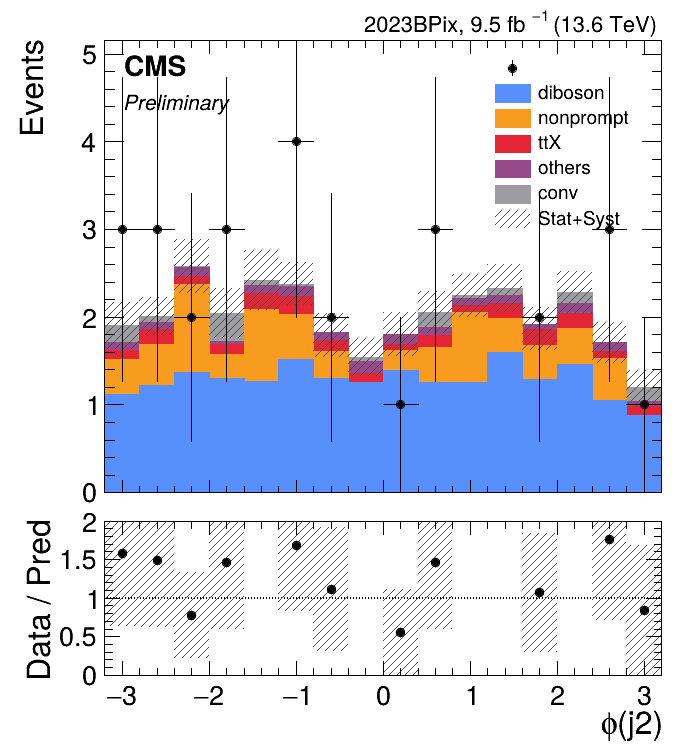 2023BPix, 9.5 fb⁻¹ (13.6 TeV)
Events
CMS
Preliminary
diboson
nonprompt
ttX
others
conv
Stat+Syst
5
4
3
2
1
0
Data / Pred
2
1.5
1
0.5
0
−3 −2 −1 0 1 2 3
ϕ(j2)